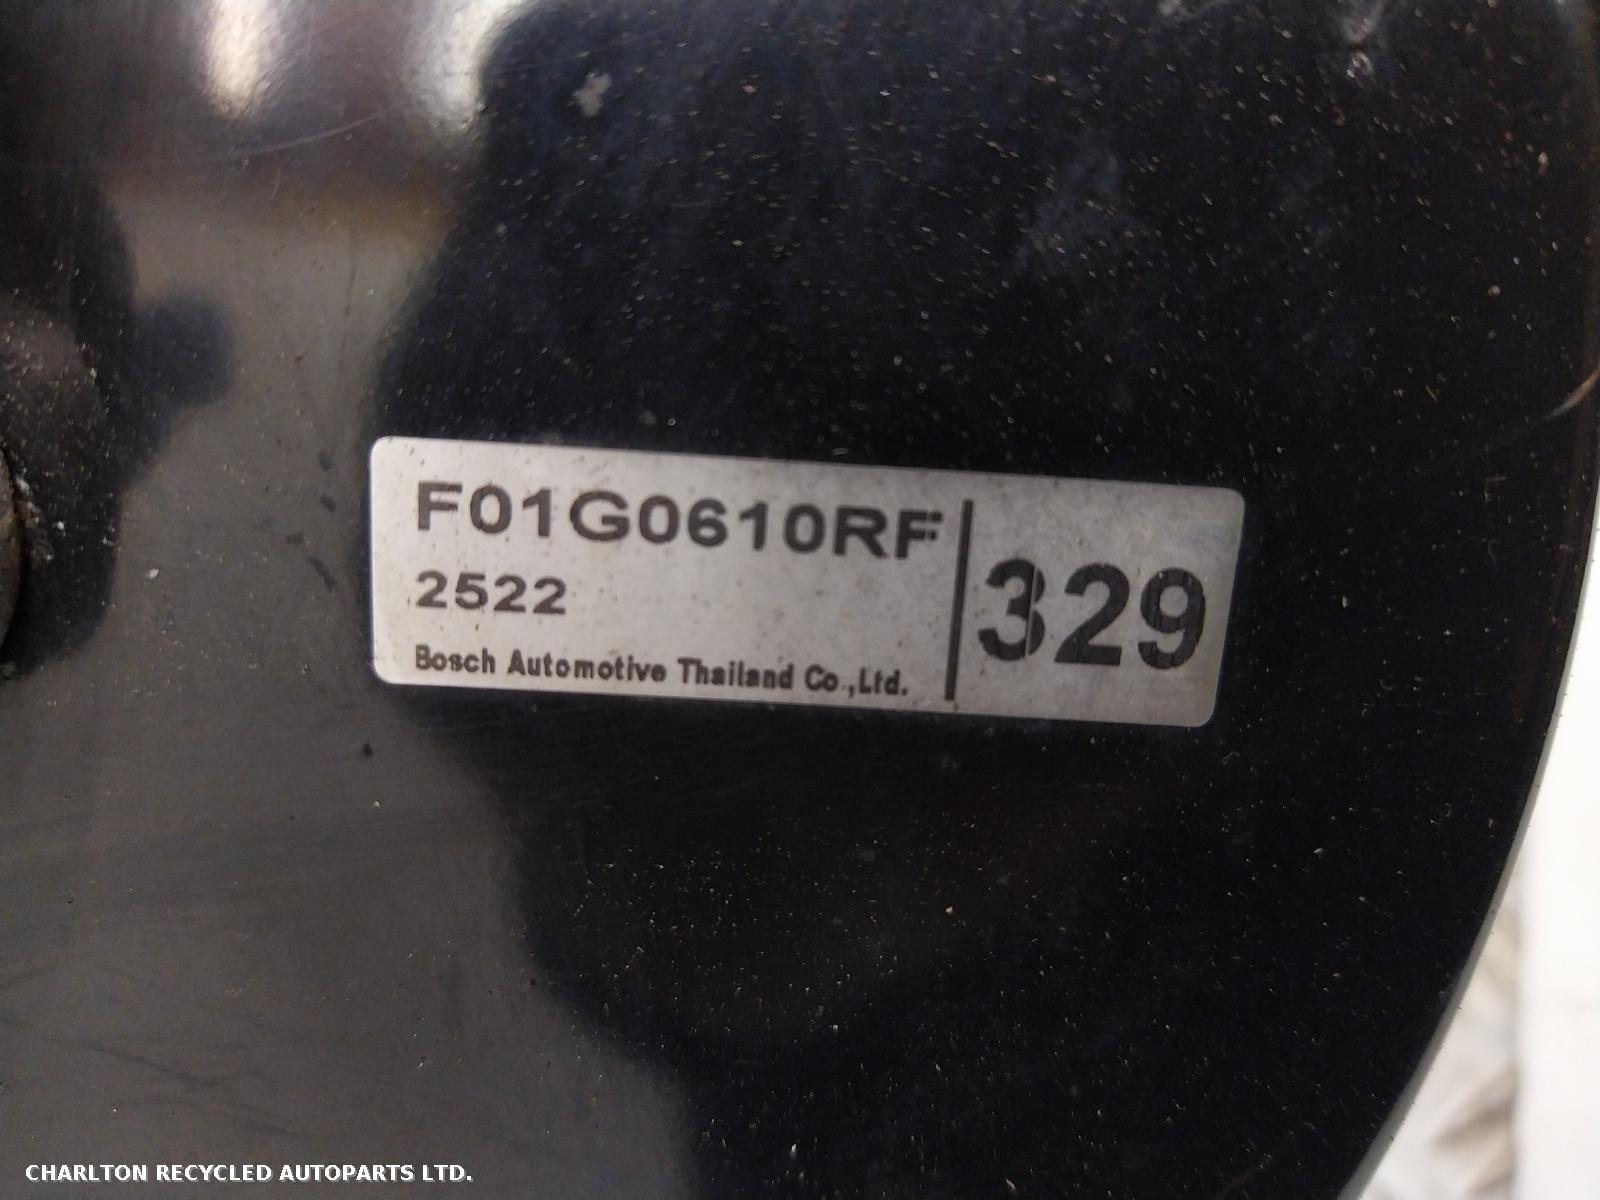 F01G0610RF
2522
Bosch Automotive Thailand Co.,Ltd.
329
CHARLTON RECYCLED AUTOPARTS LTD.